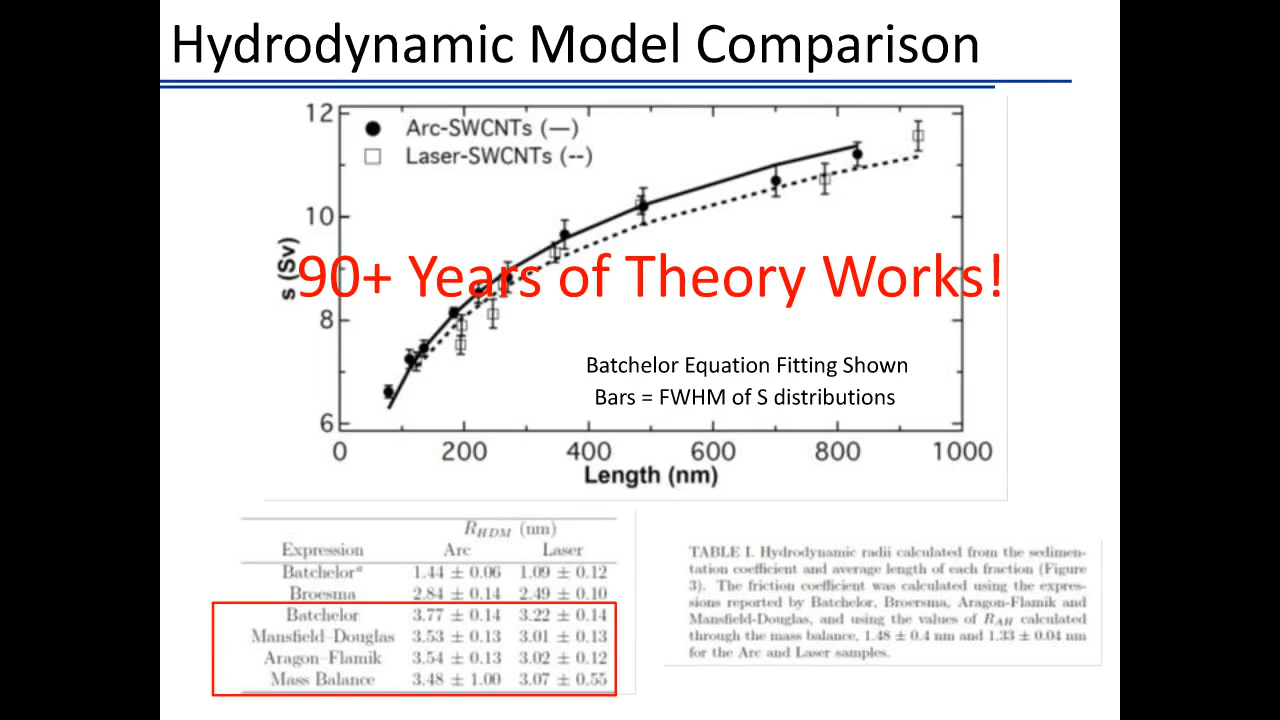 Hydrodynamic Model Comparison
12
Arc-SWCNTs (—)
Laser-SWCNTs (--)
10
s (Sv)
90+ Years of Theory Works!
8
Batchelor Equation Fitting Shown
Bars = FWHM of S distributions
6
0 200 400 600 800 1000
Length (nm)
R_HDM (nm)
Expression Arc Laser
Batchelor^a 1.44 ± 0.06 1.09 ± 0.12
Broesma 2.84 ± 0.14 2.49 ± 0.10
Batchelor 3.77 ± 0.14 3.22 ± 0.14
Mansfield–Douglas 3.53 ± 0.13 3.01 ± 0.13
Aragon–Flamik 3.54 ± 0.13 3.02 ± 0.12
Mass Balance 3.48 ± 1.00 3.07 ± 0.55
TABLE I. Hydrodynamic radii calculated from the sedimen-
tation coefficient and average length of each fraction (Figure
3). The friction coefficient was calculated using the expres-
sions reported by Batchelor, Broersma, Aragon-Flamik and
Mansfield-Douglas, and using the values of R_AH calculated
through the mass balance, 1.48 ± 0.4 nm and 1.33 ± 0.04 nm
for the Arc and Laser samples.